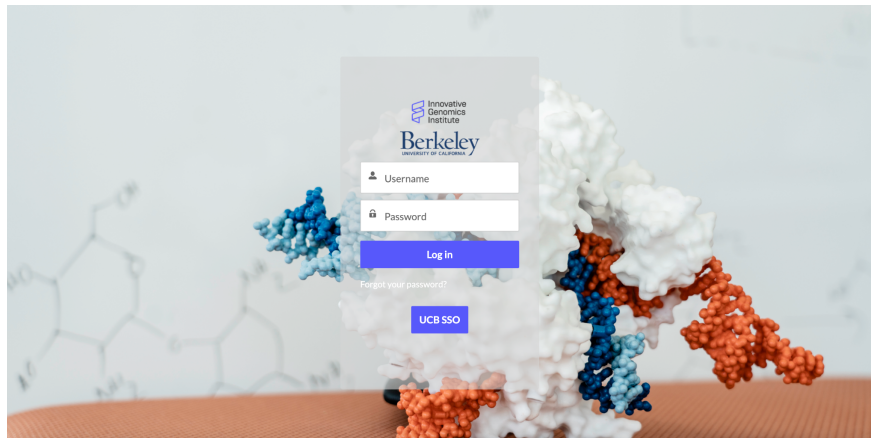 Innovative
Genomics
Institute
Berkeley
UNIVERSITY OF CALIFORNIA
Username
Password
Log in
Forgot your password?
UCB SSO